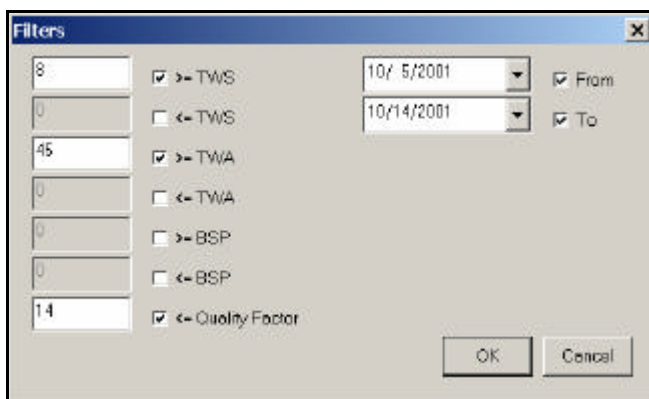 Filters
8 >= TWS 10/ 5/2001 From
0 <= TWS 10/14/2001 To
45 >= TWA
0 <= TWA
0 >= BSP
0 <= BSP
14 <= Quality Factor
OK Cancel